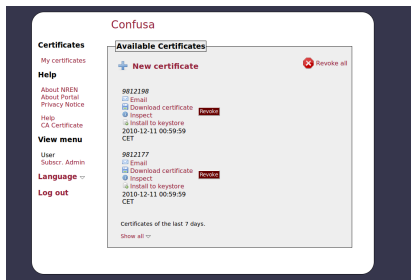 Confusa
Certificates
My certificates
Help
About NREN
About Portal
Privacy Notice
Help
CA Certificate
View menu
User
Subscr. Admin
Language
Log out
Available Certificates
New certificate
Revoke all
9812198
Email
Download certificate
Inspect
Install to keystore
Revoke
2010-12-11 00:59:59
CET
9812177
Email
Download certificate
Inspect
Install to keystore
Revoke
2010-12-11 00:59:59
CET
Certificates of the last 7 days.
Show all